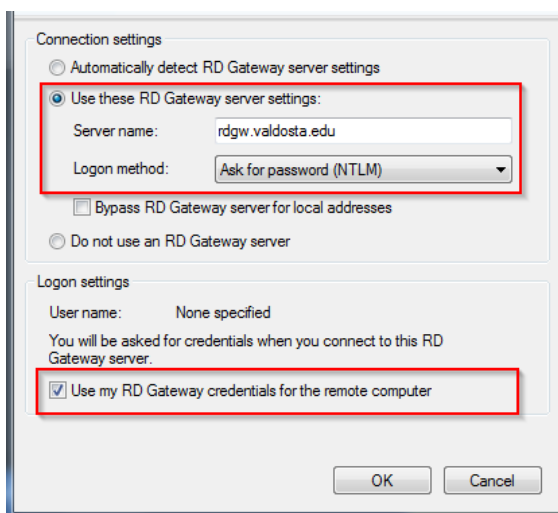 Connection settings
Automatically detect RD Gateway server settings
Use these RD Gateway server settings:
Server name: rdgw.valdosta.edu
Logon method: Ask for password (NTLM)
Bypass RD Gateway server for local addresses
Do not use an RD Gateway server
Logon settings
User name: None specified
You will be asked for credentials when you connect to this RD
Gateway server.
Use my RD Gateway credentials for the remote computer
OK Cancel